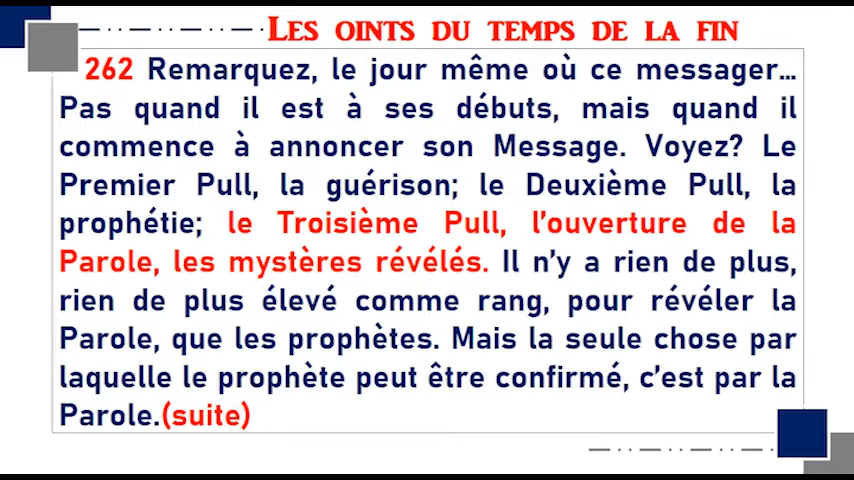 LES OINTS DU TEMPS DE LA FIN
262 Remarquez, le jour même où ce messager…
Pas quand il est à ses débuts, mais quand il
commence à annoncer son Message. Voyez? Le
Premier Pull, la guérison; le Deuxième Pull, la
prophétie; le Troisième Pull, l’ouverture de la
Parole, les mystères révélés. Il n’y a rien de plus,
rien de plus élevé comme rang, pour révéler la
Parole, que les prophètes. Mais la seule chose par
laquelle le prophète peut être confirmé, c’est par la
Parole.(suite)